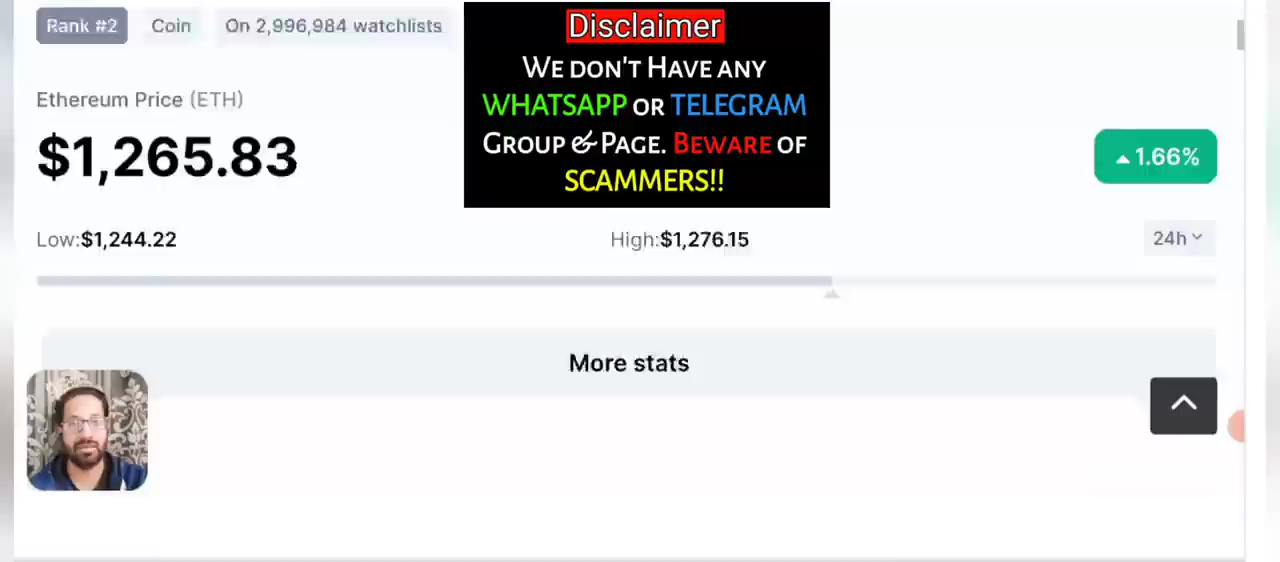 Rank #2 Coin On 2,996,984 watchlists
Disclaimer
WE DON'T HAVE ANY
WHATSAPP OR TELEGRAM
GROUP & PAGE. BEWARE OF
SCAMMERS!!
Ethereum Price (ETH)
$1,265.83
1.66%
Low:$1,244.22
High:$1,276.15
24h
More stats